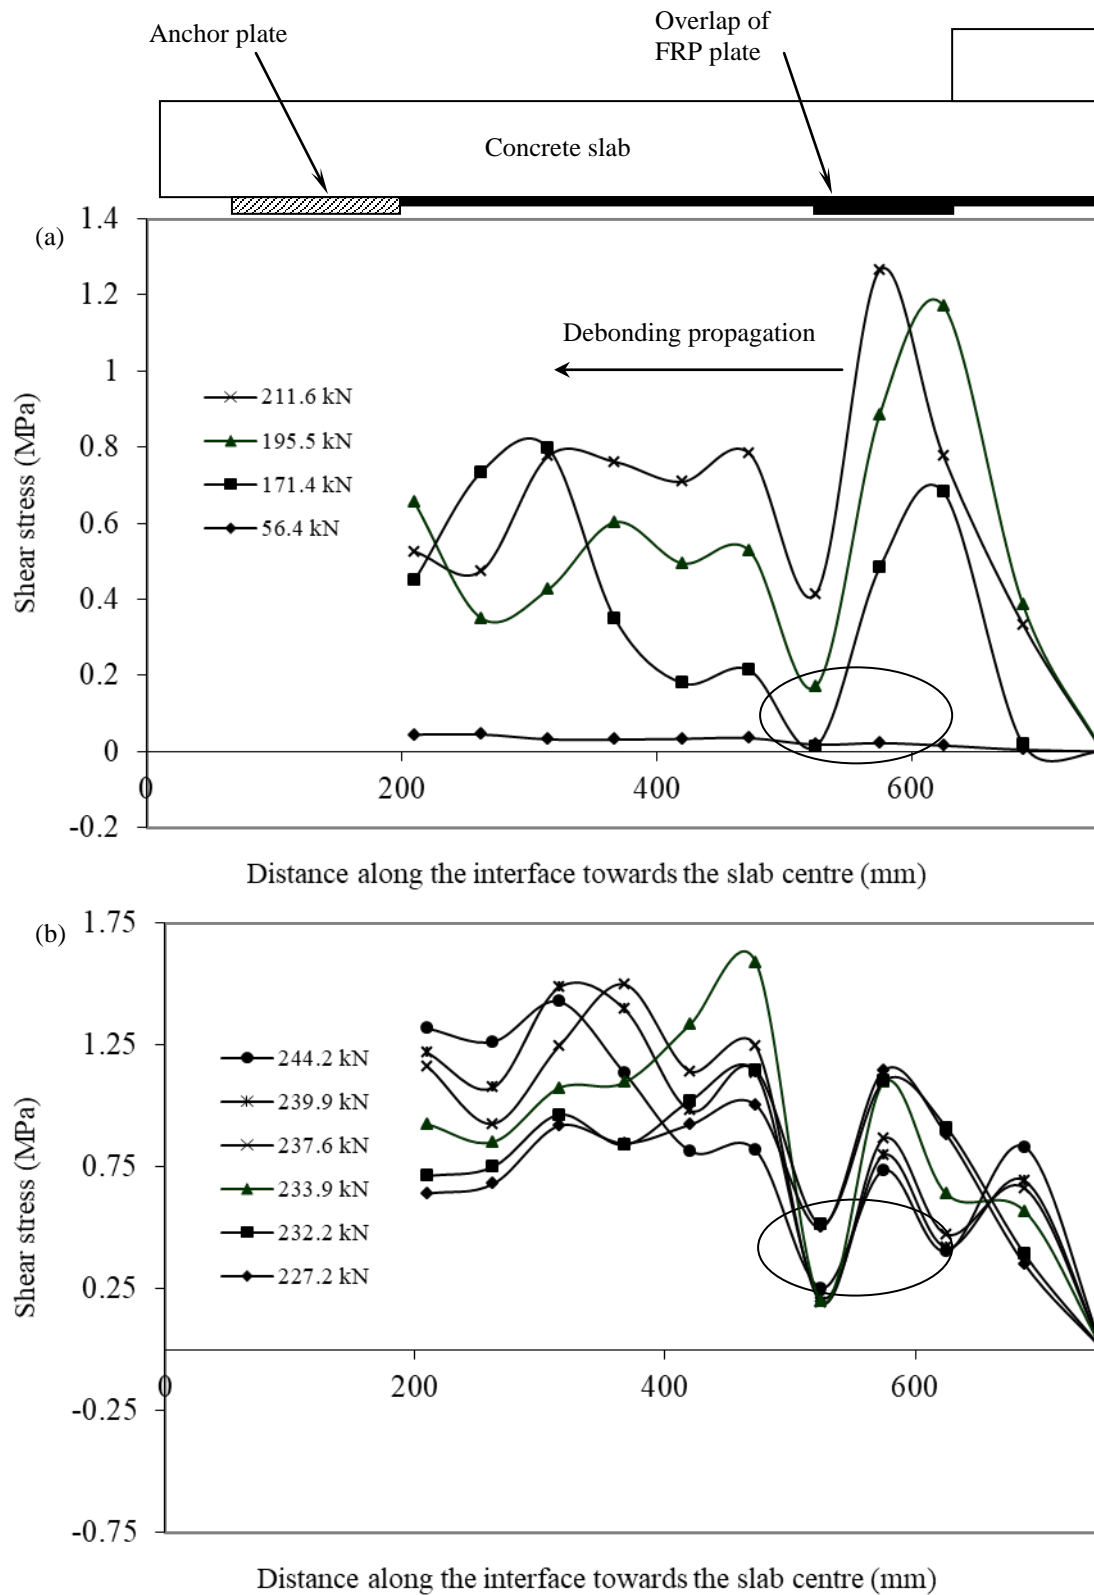 Anchor plate
Overlap of
FRP plate
Concrete slab
(a)
1.4
1.2
1
0.8
0.6
0.4
0.2
0
-0.2
Shear stress (MPa)
Debonding propagation
211.6 kN
195.5 kN
171.4 kN
56.4 kN
0
200
400
600
Distance along the interface towards the slab centre (mm)
(b)
1.75
1.25
0.75
0.25
-0.25
-0.75
Shear stress (MPa)
244.2 kN
239.9 kN
237.6 kN
233.9 kN
232.2 kN
227.2 kN
0
200
400
600
Distance along the interface towards the slab centre (mm)